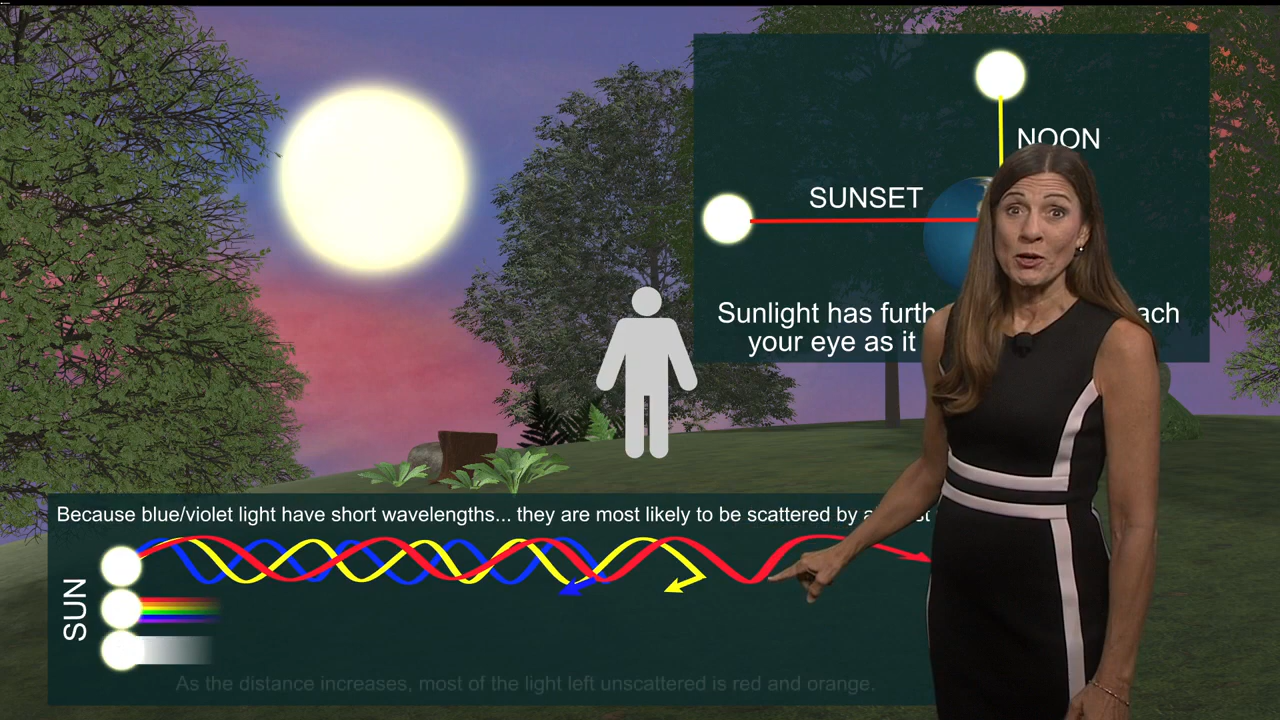 NOON
SUNSET
Sunlight has ach
your eye as it
Because blue/violet light have short wavelengths... they are most likely to be scattered by
SUN
As the distance increases, most of the light left unscattered is red and orange.